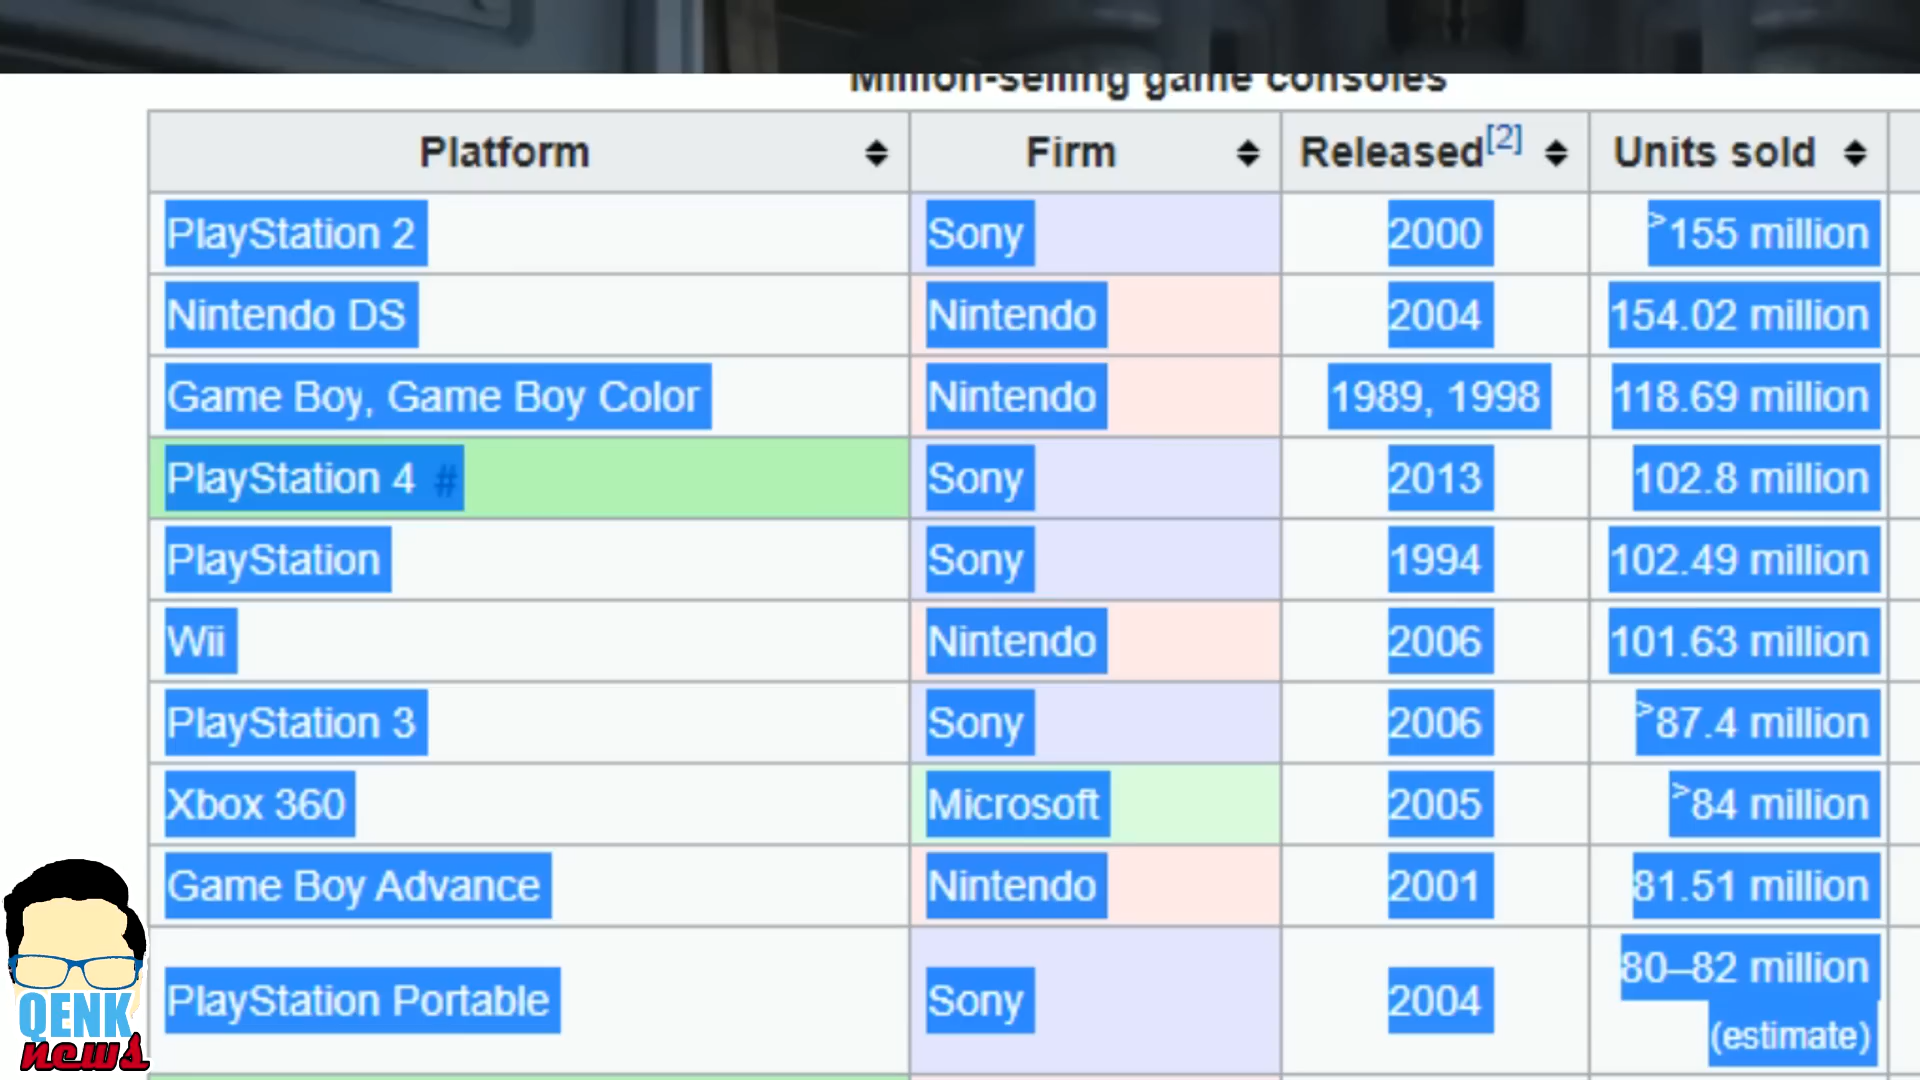 Million-selling game consoles
Platform Firm Released[2] Units sold
PlayStation 2 Sony 2000 >155 million
Nintendo DS Nintendo 2004 154.02 million
Game Boy, Game Boy Color Nintendo 1989, 1998 118.69 million
PlayStation 4 # Sony 2013 102.8 million
PlayStation Sony 1994 102.49 million
Wii Nintendo 2006 101.63 million
PlayStation 3 Sony 2006 >87.4 million
Xbox 360 Microsoft 2005 >84 million
Game Boy Advance Nintendo 2001 81.51 million
PlayStation Portable Sony 2004 80–82 million
(estimate)
QENK
news